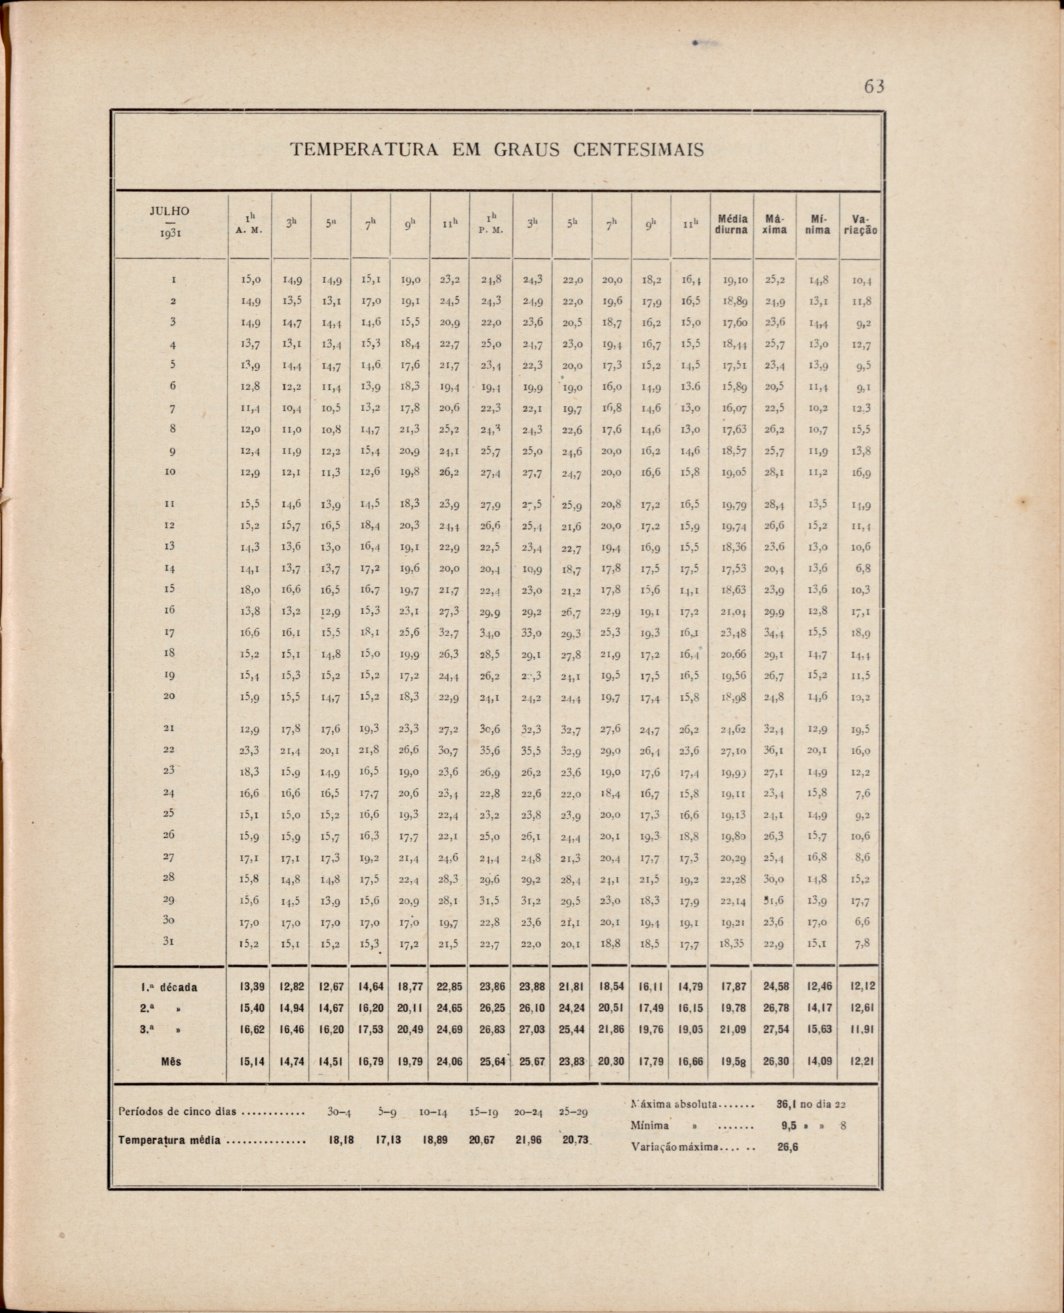 63
TEMPERATURA EM GRAUS CENTESIMAIS
JULHO — 1931 1h A. M. 3h 5h 7h 9h 11h 1h P. M. 3h 5h 7h 9h 11h Média diurna Má-xima Mí-nima Va-riação
1 15,0 14,9 14,9 15,1 19,0 23,2 24,8 24,3 22,0 20,0 18,2 16,4 19,10 25,2 14,8 10,4
2 14,9 13,5 13,1 17,0 19,1 24,5 24,3 24,9 22,0 19,6 17,9 16,5 18,89 24,9 13,1 11,8
3 14,9 14,7 14,4 14,6 15,5 20,9 22,0 23,6 20,5 18,7 16,2 15,0 17,60 23,6 14,4 9,2
4 13,7 13,1 13,4 15,3 18,4 22,7 25,0 24,7 23,0 19,4 16,7 15,5 18,44 25,7 13,0 12,7
5 13,9 14,4 14,7 14,6 17,6 21,7 23,4 22,3 20,0 17,3 15,2 14,5 17,51 23,4 13,9 9,5
6 12,8 12,2 11,4 13,9 18,3 19,4 19,4 19,9 19,0 16,0 14,9 13.6 15,89 20,5 11,4 9,1
7 11,4 10,4 10,5 13,2 17,8 20,6 22,3 22,1 19,7 16,8 14,6 13,0 16,07 22,5 10,2 12.3
8 12,0 11,0 10,8 14,7 21,3 25,2 24,3 24,3 22,6 17,6 14,6 13,0 17,63 26,2 10,7 15,5
9 12,4 11,9 12,2 15,4 20,9 24,1 25,7 25,0 24,6 20,0 16,2 14,6 18,57 25,7 11,9 13,8
10 12,9 12,1 11,3 12,6 19,8 26,2 27,4 27,7 24,7 20,0 16,6 15,8 19,05 28,1 11,2 16,9
11 15,5 14,6 13,9 14,5 18,3 23,9 27,9 ,5 25,9 20,8 17,2 16,5 19,79 28,4 13,5 14,9
12 15,2 15,7 16,5 18,4 20,3 24,4 26,6 25,4 21,6 20,0 17,2 15,9 19,74 26,6 15,2 11,4
13 14,3 13,6 13,0 16,4 19,1 22,9 22,5 23,4 22,7 19,4 16,9 15,5 18,36 23,6 13,0 10,6
14 14,1 13,7 13,7 17,2 19,6 20,0 20,4 10,9 18,7 17,8 17,5 17,5 17,53 20,4 13,6 6,8
15 18,0 16,6 16,5 16,7 19,7 21,7 22,4 23,0 21,2 17,8 15,6 14,1 18,63 23,9 13,6 10,3
16 13,8 13,2 12,9 15,3 23,1 27,3 29,9 29,2 26,7 22,9 19,1 17,2 21,04 29,9 12,8 17,1
17 16,6 16,1 15,5 18,1 25,6 32,7 34,0 33,0 29,3 25,3 19,3 16,1 23,48 34,4 15,5 18,9
18 15,2 15,1 14,8 15,0 19,9 26,3 28,5 29,1 27,8 21,9 17,2 16,4 20,66 29,1 14,7 14,4
19 15,4 15,3 15,2 15,2 17,2 24,4 26,2 ,3 24,1 19,5 17,5 16,5 19,56 26,7 15,2 11,5
20 15,9 15,5 14,7 15,2 18,3 22,9 24,1 24,2 24,4 19,7 17,4 15,8 18,98 24,8 14,6 10,2
21 12,9 17,8 17,6 19,3 23,3 27,2 30,6 32,3 32,7 27,6 24,7 26,2 24,62 32,4 12,9 19,5
22 23,3 21,4 20,1 21,8 26,6 30,7 35,6 35,5 32,9 29,0 26,4 23,6 27,10 36,1 20,1 16,0
23 18,3 15,9 14,9 16,5 19,0 23,6 26,9 26,2 23,6 19,0 17,6 17,4 19,9 27,1 14,9 12,2
24 16,6 16,6 16,5 17,7 20,6 23,4 22,8 22,6 22,0 18,4 16,7 15,8 19,11 23,4 15,8 7,6
25 15,1 15,0 15,2 16,6 19,3 22,4 23,2 23,8 23,9 20,0 17,3 16,6 19,13 24,1 14,9 9,2
26 15,9 15,9 15,7 16,3 17,7 22,1 25,0 26,1 24,4 20,1 19,3 18,8 19,80 26,3 15,7 10,6
27 17,1 17,1 17,3 19,2 21,4 24,6 24,4 24,8 21,3 20,4 17,7 17,3 20,29 25,4 16,8 8,6
28 15,8 14,8 14,8 17,5 22,4 28,3 29,6 29,2 28,4 24,1 21,5 19,2 22,28 30,0 14,8 15,2
29 15,6 14,5 13,9 15,6 20,9 28,1 31,5 31,2 29,5 23,0 18,3 17,9 22,14 31,6 13,9 17,7
30 17,0 17,0 17,0 17,0 17,0 19,7 22,8 23,6 21,1 20,1 19,4 19,1 19,21 23,6 17,0 6,6
31 15,2 15,1 15,2 15,3 17,2 21,5 22,7 22,0 20,1 18,8 18,5 17,7 18,35 22,9 15,1 7,8
1.ª década 13,39 12,82 12,67 14,64 18,77 22,85 23,86 23,88 21,81 18,54 16,11 14,79 17,87 24,58 12,46 12,12
2.ª » 15,40 14,94 14,67 16,20 20,11 24,65 26,25 26,10 24,24 20,51 17,49 16,15 19,78 26,78 14,17 12,61
3.ª » 16,62 16,46 16,20 17,53 20,49 24,69 26,83 27,03 25,44 21,86 19,76 19,05 21,09 27,54 15,63 11,91
Mês 15,14 14,74 14,51 16,79 19,79 24,06 25,64 25,67 23,83 20,30 17,79 16,66 19,58 26,30 14,09 12,21
Períodos de cinco dias ............ 30–4 5–9 10–14 15–19 20–24 25–29
Temperatura média ............... 18,18 17,13 18,89 20,67 21,96 20,73
Máxima absoluta....... 36,1 no dia 22
Mínima » ....... 9,5 » » 8
Variação máxima.... .. 26,6